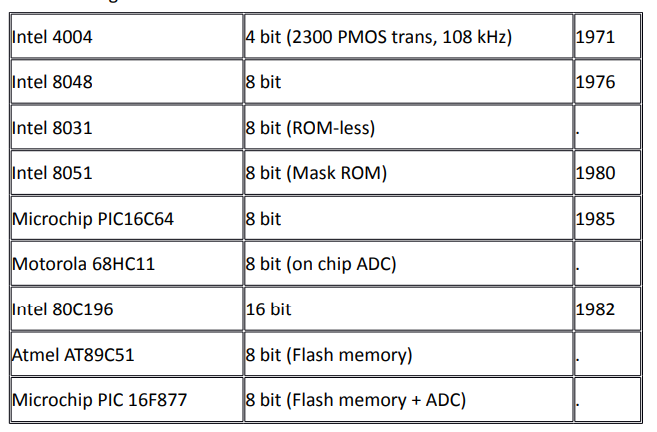 Intel 4004 4 bit (2300 PMOS trans, 108 kHz) 1971
Intel 8048 8 bit 1976
Intel 8031 8 bit (ROM-less) .
Intel 8051 8 bit (Mask ROM) 1980
Microchip PIC16C64 8 bit 1985
Motorola 68HC11 8 bit (on chip ADC) .
Intel 80C196 16 bit 1982
Atmel AT89C51 8 bit (Flash memory) .
Microchip PIC 16F877 8 bit (Flash memory + ADC) .